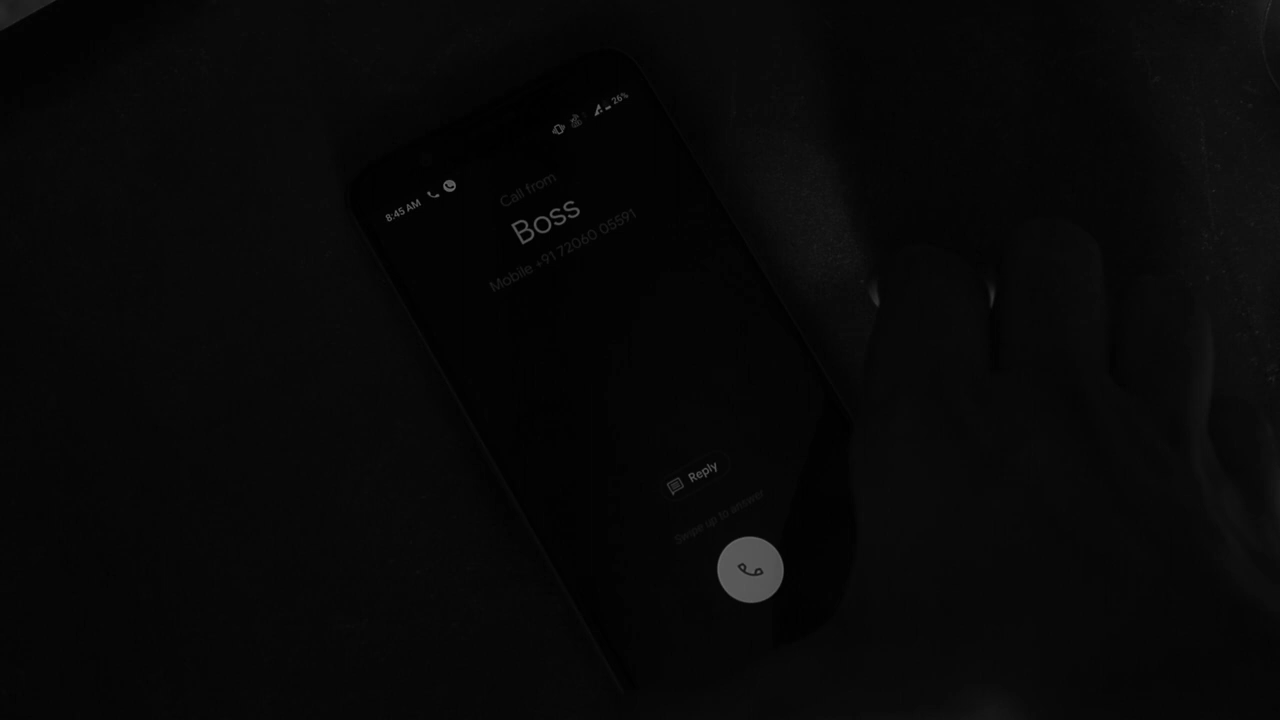 8:45 AM
26%
Call from
Boss
Mobile +91 72060 05591
Reply
Swipe up to answer